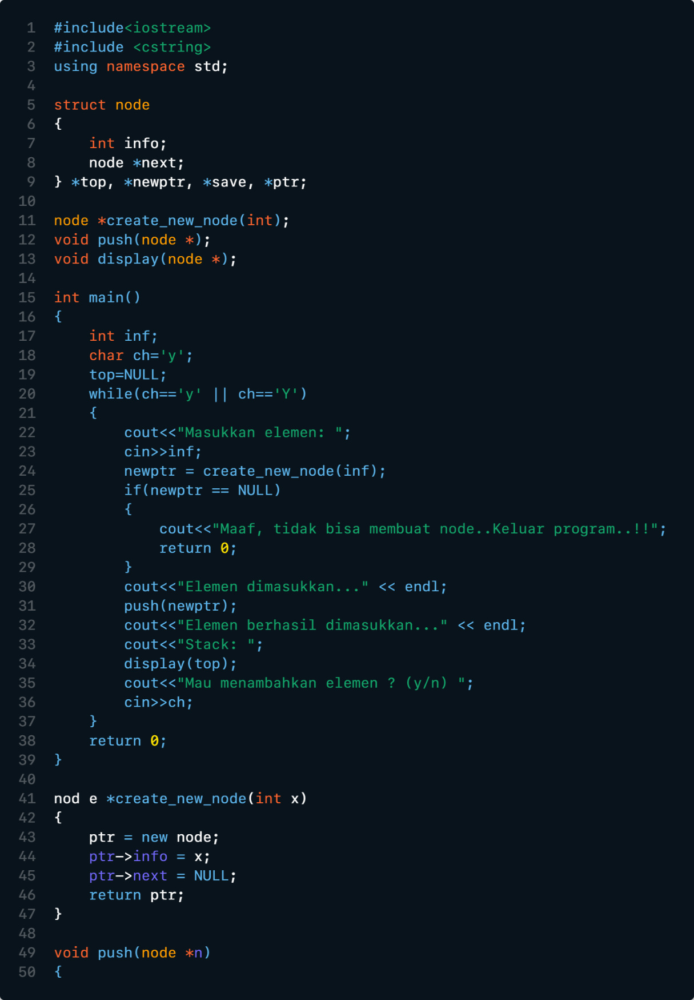 1 #include<iostream>
2 #include <cstring>
3 using namespace std;
4
5 struct node
6 {
7     int info;
8     node *next;
9 } *top, *newptr, *save, *ptr;
10
11 node *create_new_node(int);
12 void push(node *);
13 void display(node *);
14
15 int main()
16 {
17     int inf;
18     char ch='y';
19     top=NULL;
20     while(ch=='y' || ch=='Y')
21     {
22         cout<<"Masukkan elemen: ";
23         cin>>inf;
24         newptr = create_new_node(inf);
25         if(newptr == NULL)
26         {
27             cout<<"Maaf, tidak bisa membuat node..Keluar program..!!";
28             return 0;
29         }
30         cout<<"Elemen dimasukkan..." << endl;
31         push(newptr);
32         cout<<"Elemen berhasil dimasukkan..." << endl;
33         cout<<"Stack: ";
34         display(top);
35         cout<<"Mau menambahkan elemen ? (y/n) ";
36         cin>>ch;
37     }
38     return 0;
39 }
40
41 nod e *create_new_node(int x)
42 {
43     ptr = new node;
44     ptr->info = x;
45     ptr->next = NULL;
46     return ptr;
47 }
48
49 void push(node *n)
50 {